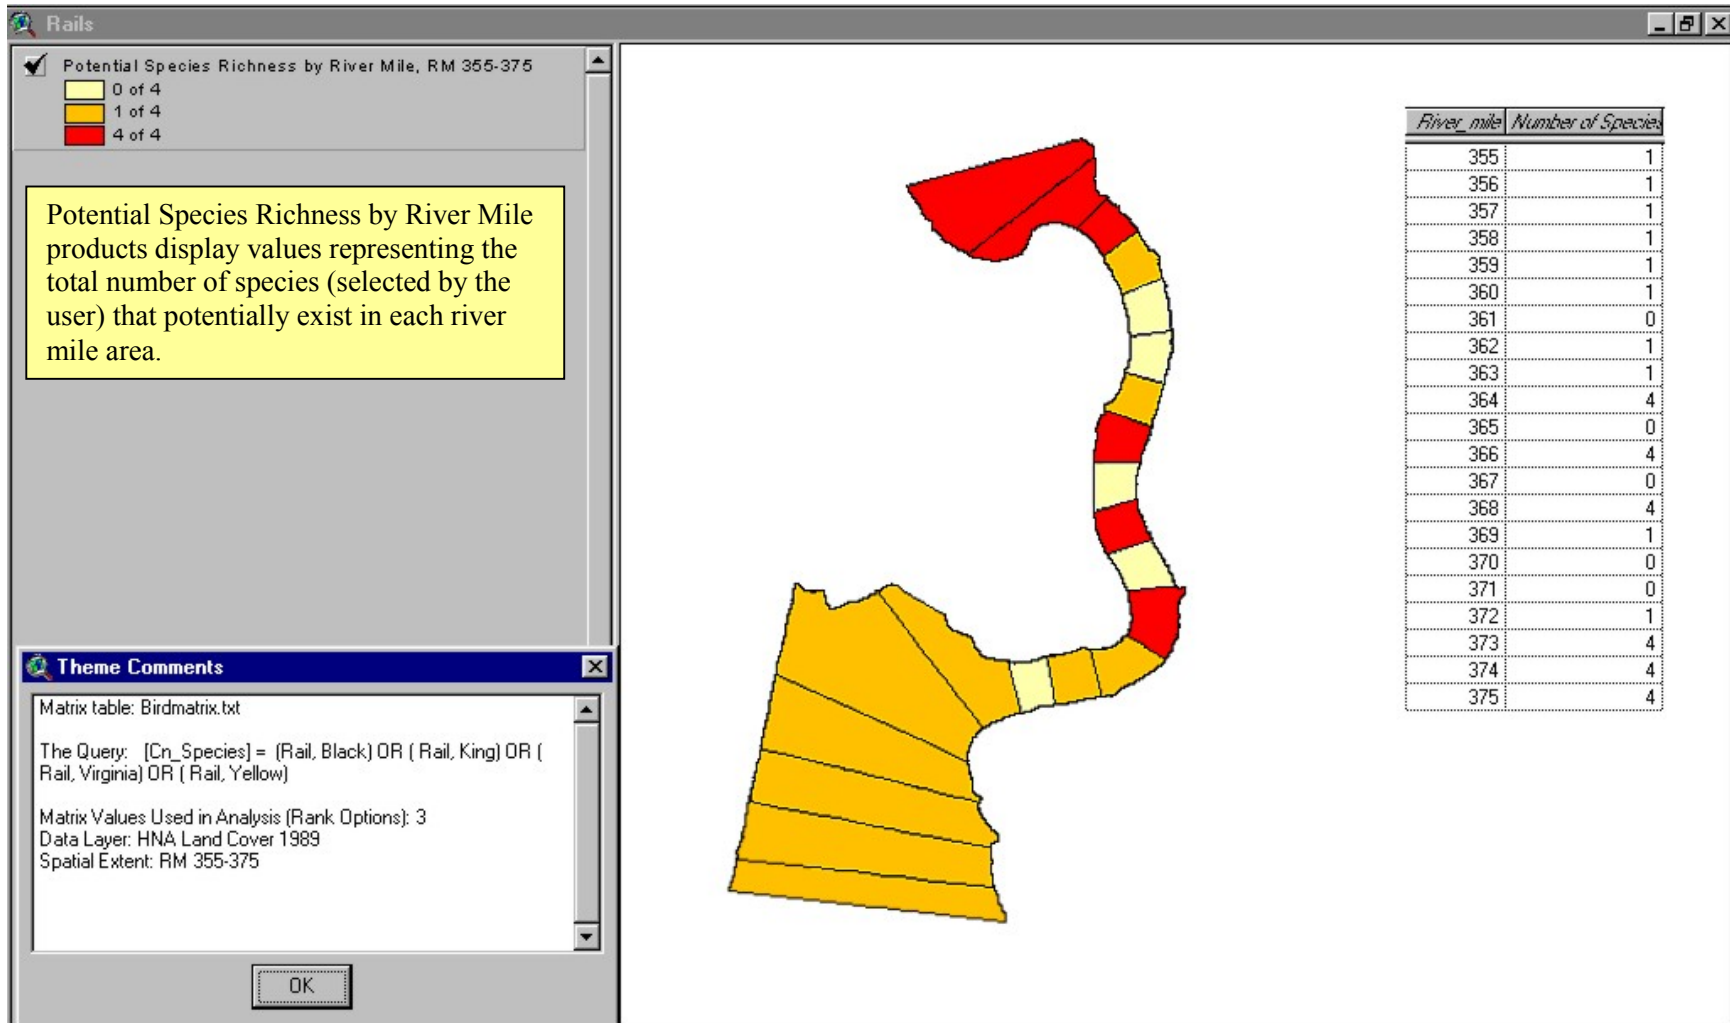 Rails
Potential Species Richness by River Mile, RM 355-375
0 of 4
1 of 4
4 of 4
Potential Species Richness by River Mile
products display values representing the
total number of species (selected by the
user) that potentially exist in each river
mile area.
Theme Comments
Matrix table: Birdmatrix.txt
The Query: [Cn_Species] = (Rail, Black) OR ( Rail, King) OR (
Rail, Virginia) OR ( Rail, Yellow)
Matrix Values Used in Analysis (Rank Options): 3
Data Layer: HNA Land Cover 1989
Spatial Extent: RM 355-375
OK
River_mile Number of Species
355 1
356 1
357 1
358 1
359 1
360 1
361 0
362 1
363 1
364 4
365 0
366 4
367 0
368 4
369 1
370 0
371 0
372 1
373 4
374 4
375 4